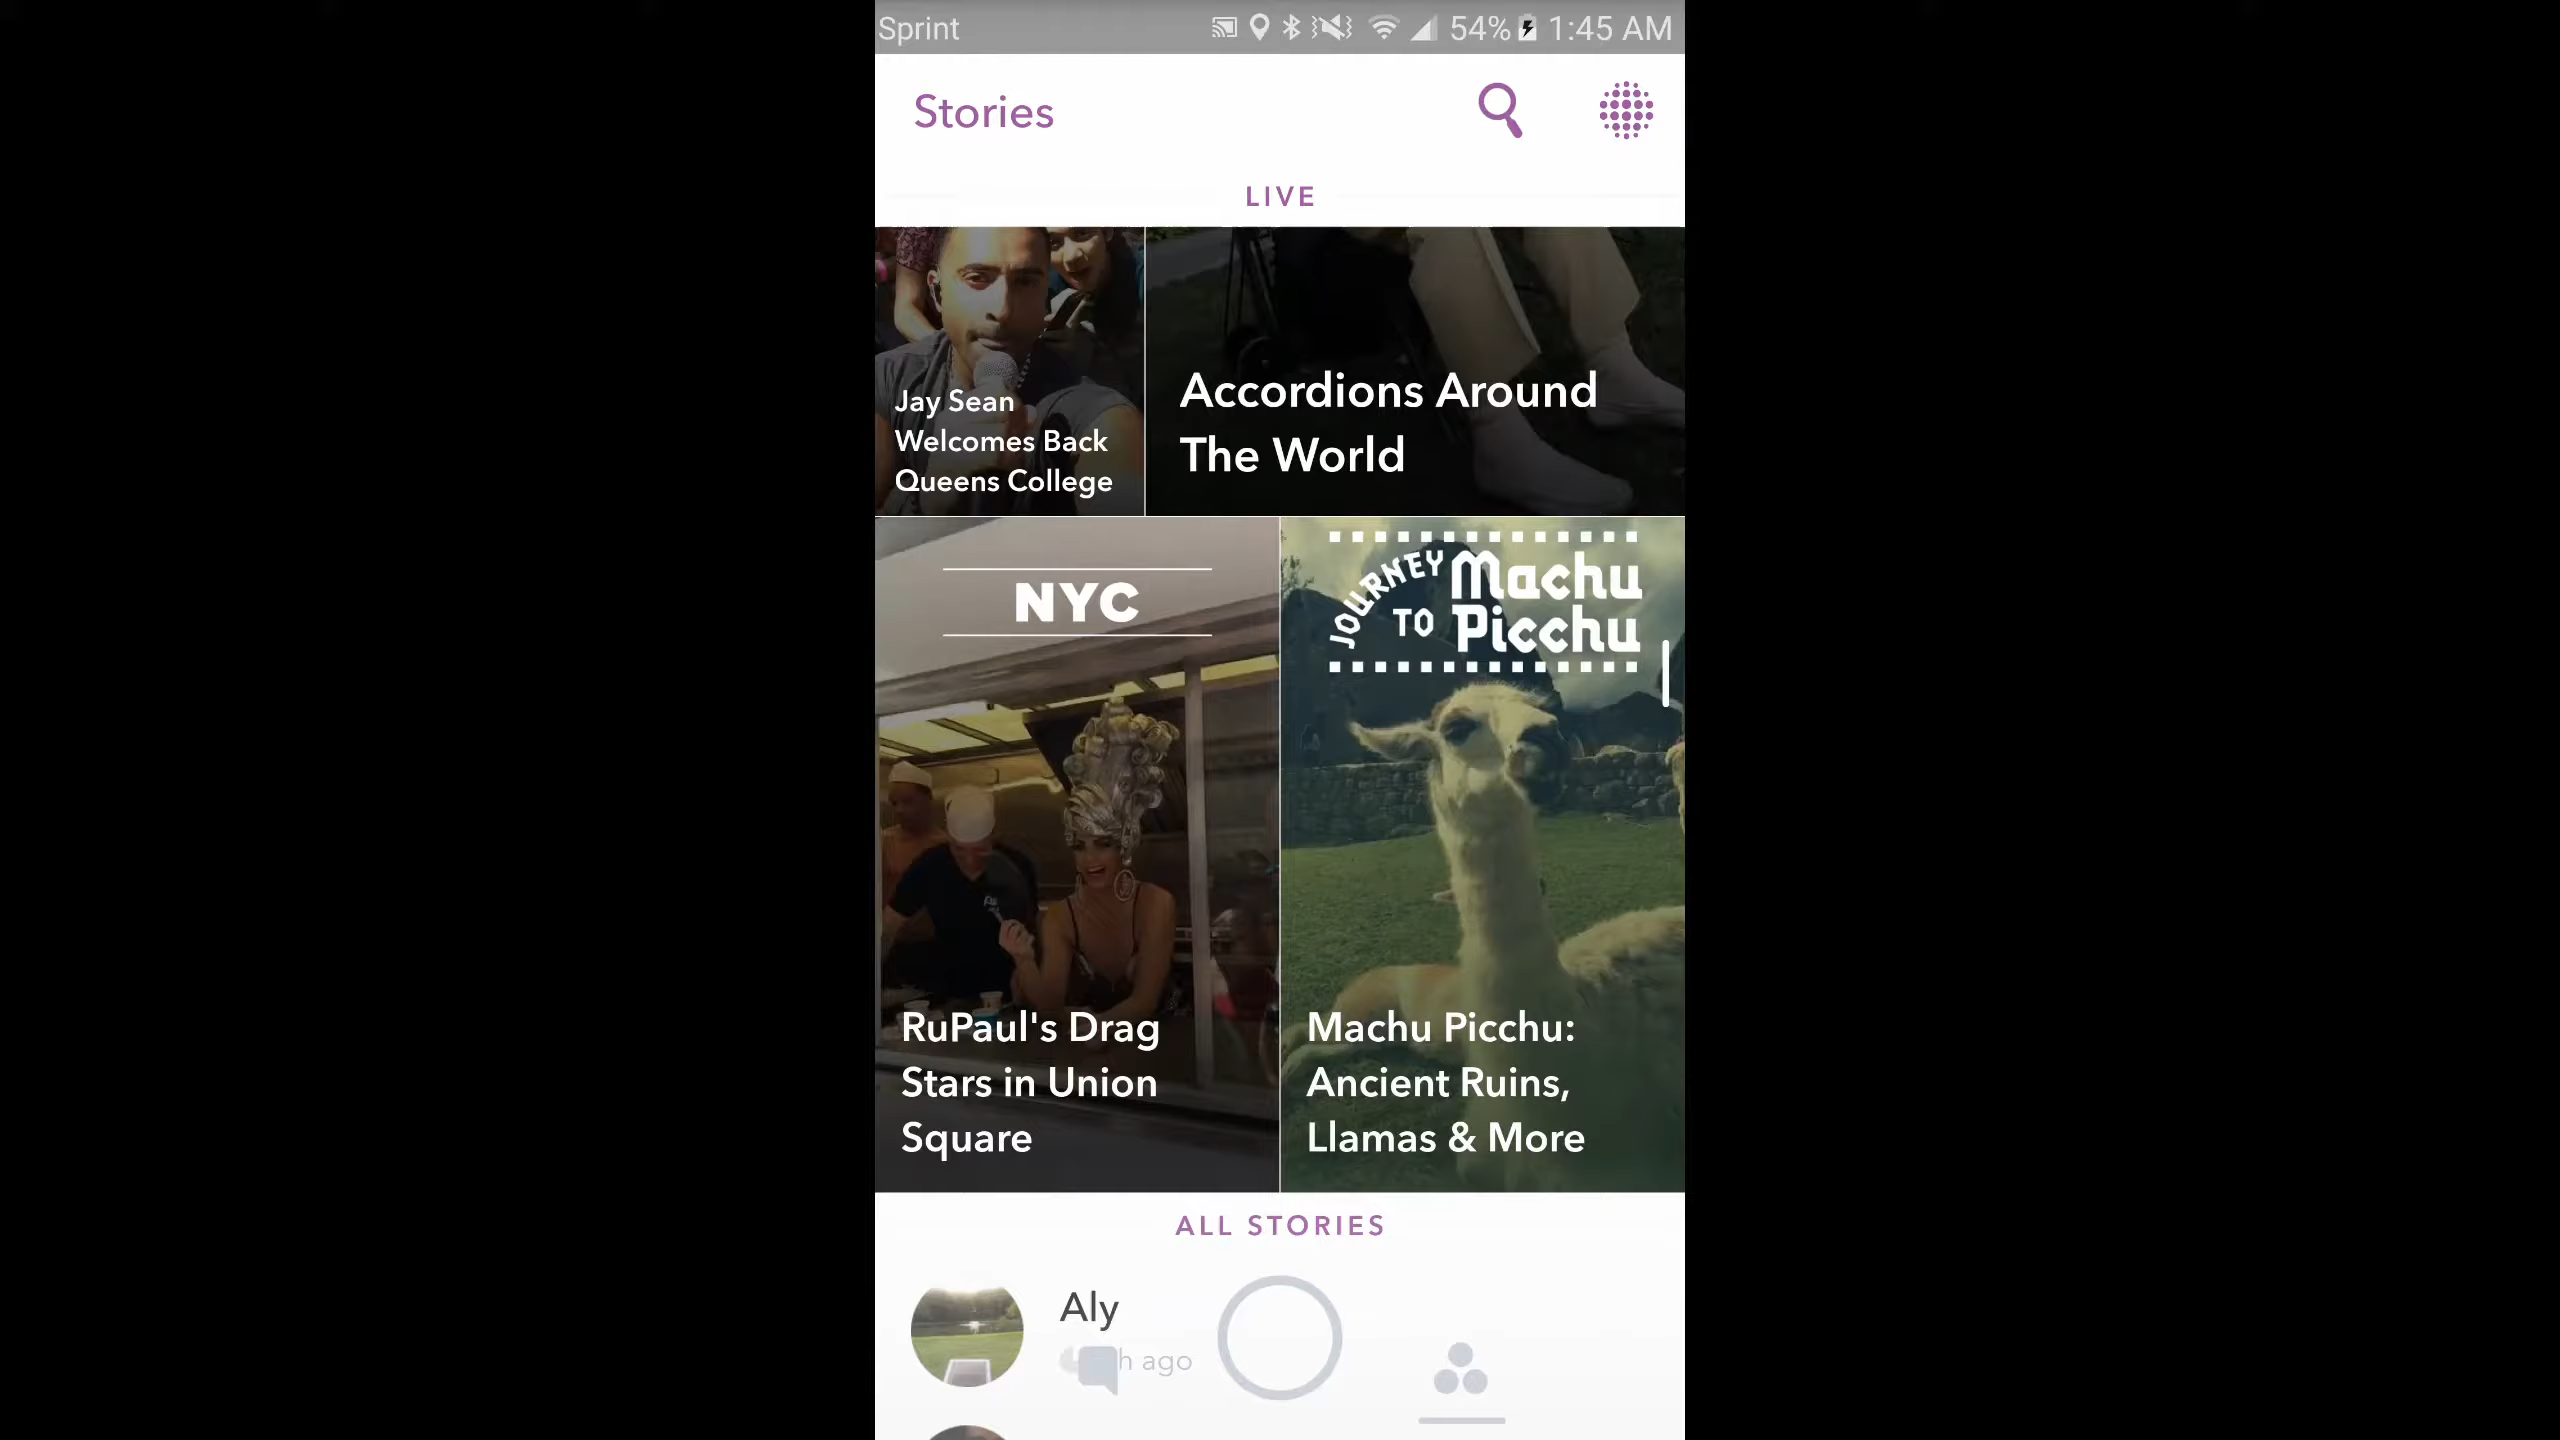 Sprint 54% 1:45 AM
Stories
LIVE
Jay Sean
Welcomes Back
Queens College
Accordions Around
The World
NYC
JOURNEY TO Machu
Picchu
RuPaul's Drag
Stars in Union
Square
Machu Picchu:
Ancient Ruins,
Llamas & More
ALL STORIES
Aly
h ago